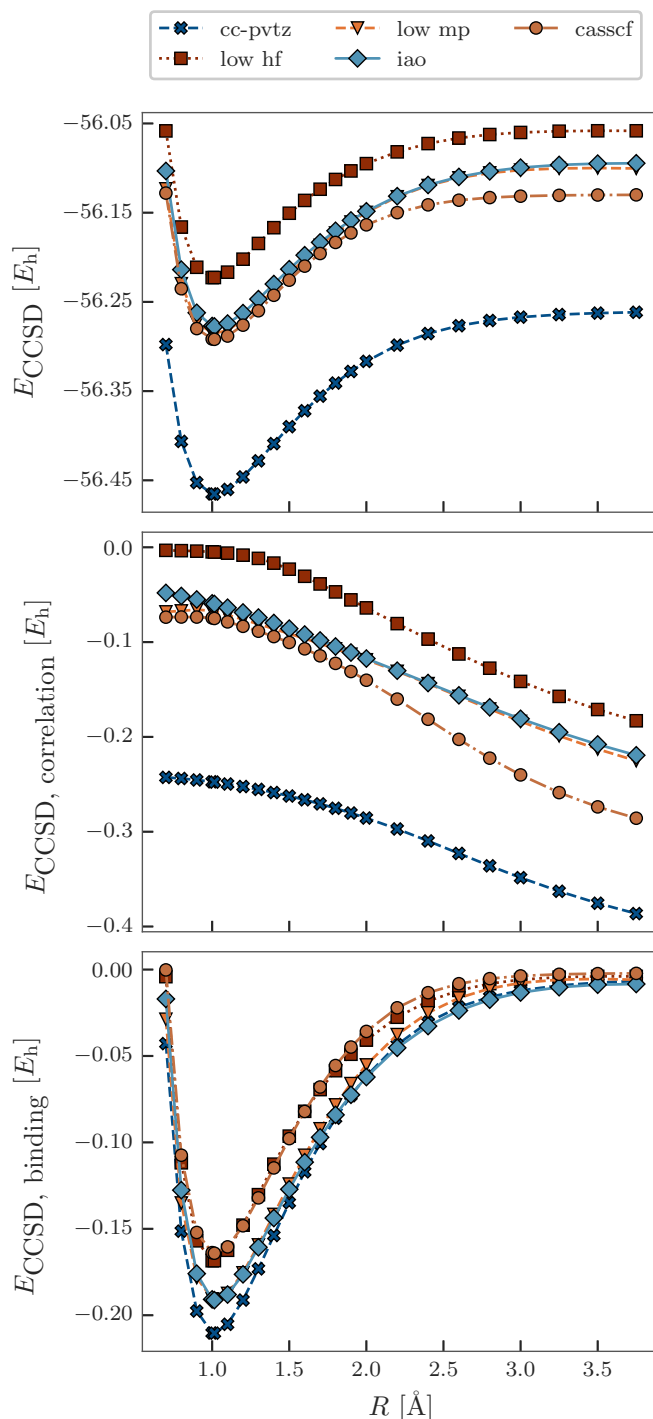 cc-pvtz low mp casscf
low hf iao
−56.05
−56.15
−56.25
−56.35
−56.45
E_CCSD [E_h]
0.0
−0.1
−0.2
−0.3
−0.4
E_CCSD, correlation [E_h]
0.00
−0.05
−0.10
−0.15
−0.20
E_CCSD, binding [E_h]
1.0 1.5 2.0 2.5 3.0 3.5
R [Å]